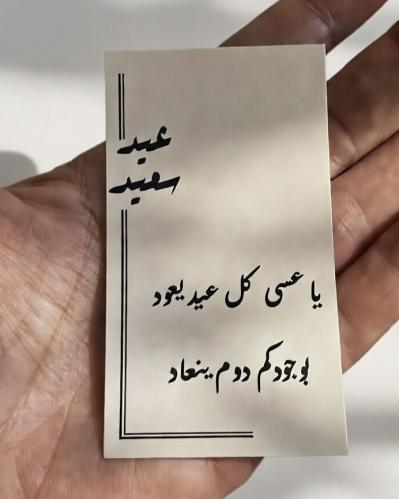 عيد
سعيد
يا عسى كل عيد يعود
بوجودكم دوم ينعاد